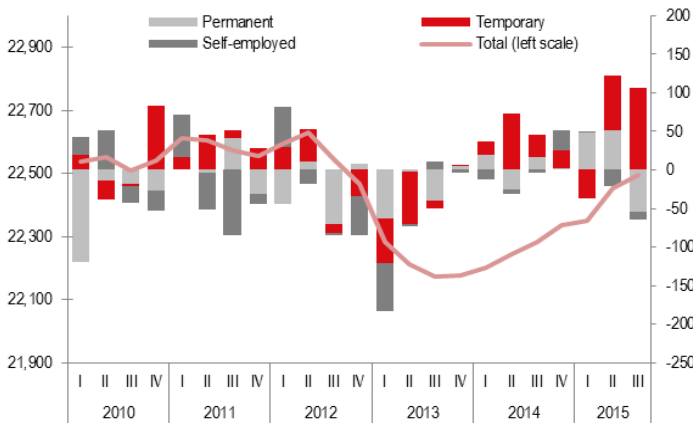 Permanent
Temporary
Self-employed
Total (left scale)
22,900
22,700
22,500
22,300
22,100
21,900
200
150
100
50
0
-50
-100
-150
-200
-250
I II III IV I II III IV I II III IV I II III IV I II III IV I II III
2010 2011 2012 2013 2014 2015